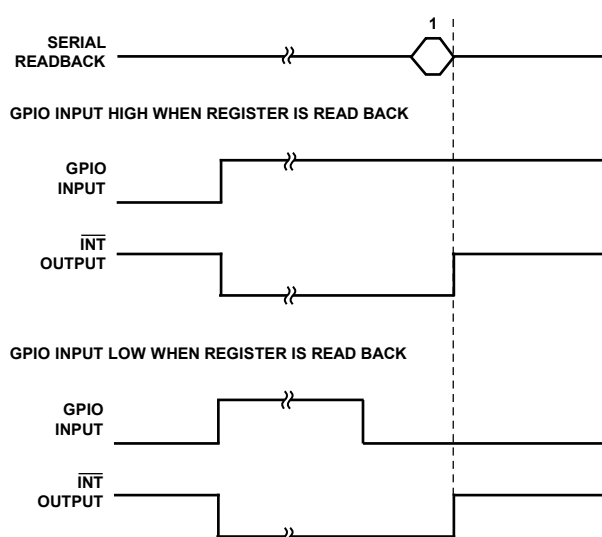 1
SERIAL
READBACK
GPIO INPUT HIGH WHEN REGISTER IS READ BACK
GPIO
INPUT
INT
OUTPUT
GPIO INPUT LOW WHEN REGISTER IS READ BACK
GPIO
INPUT
INT
OUTPUT